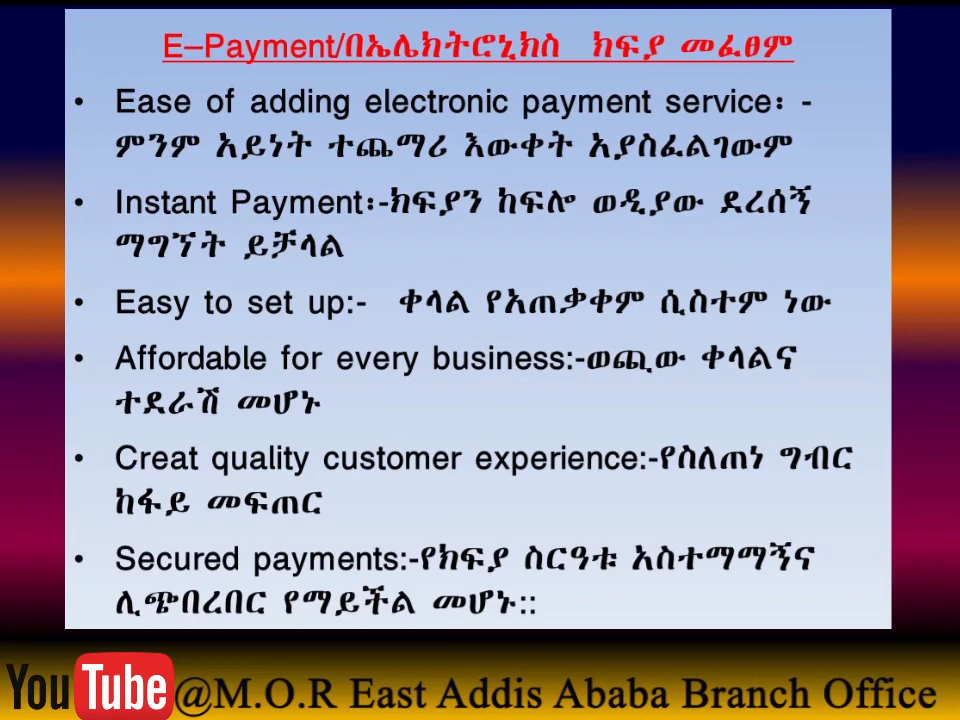 E–Payment/በኤሌክትሮኒክስ ክፍያ መፈፀም
• Ease of adding electronic payment service፡ -
ምንም አይነት ተጨማሪ እውቀት አያስፈልገውም
• Instant Payment፡-ክፍያን ከፍሎ ወዲያው ደረሰኝ
ማግኘት ይቻላል
• Easy to set up:- ቀላል የአጠቃቀም ሲስተም ነው
• Affordable for every business:-ወጪው ቀላልና
ተደራሽ መሆኑ
• Creat quality customer experience:-የስለጠነ ግብር
ከፋይ መፍጠር
• Secured payments:-የክፍያ ስርዓቱ አስተማማኝና
ሊጭበረበር የማይችል መሆኑ::
YouTube @M.O.R East Addis Ababa Branch Office